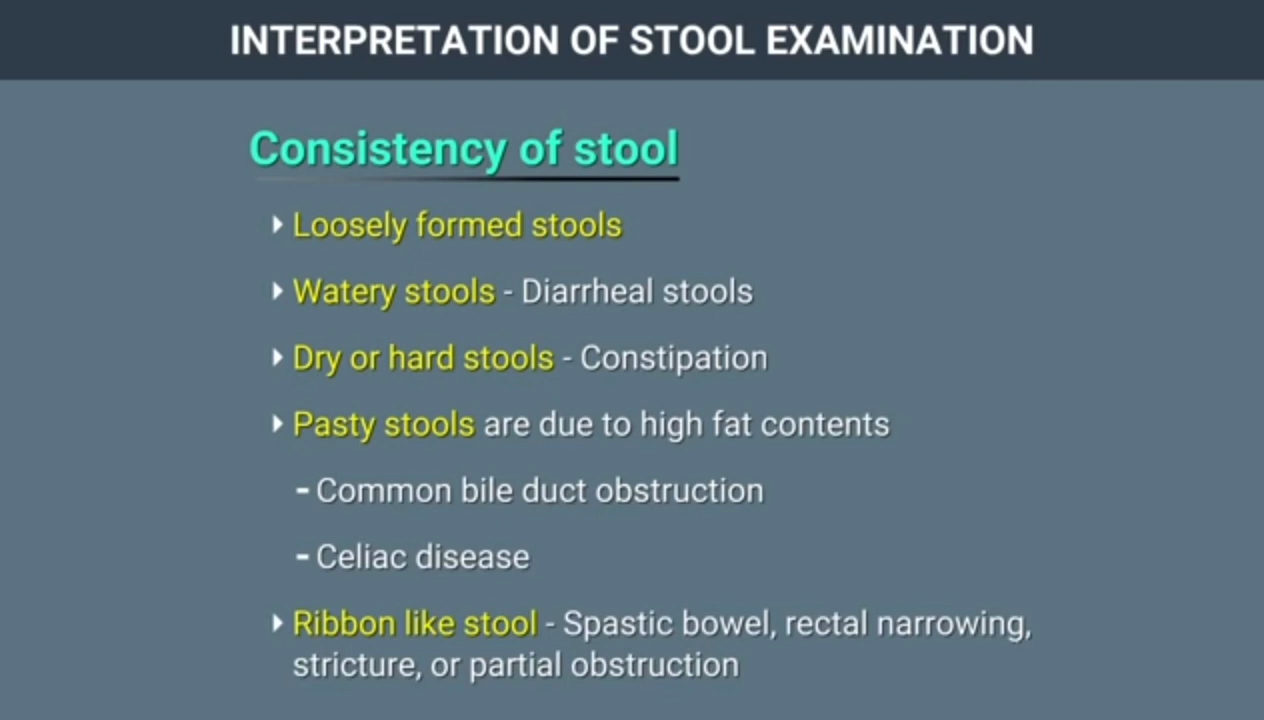 INTERPRETATION OF STOOL EXAMINATION
Consistency of stool
Loosely formed stools
Watery stools - Diarrheal stools
Dry or hard stools - Constipation
Pasty stools are due to high fat contents
- Common bile duct obstruction
- Celiac disease
Ribbon like stool - Spastic bowel, rectal narrowing,
stricture, or partial obstruction